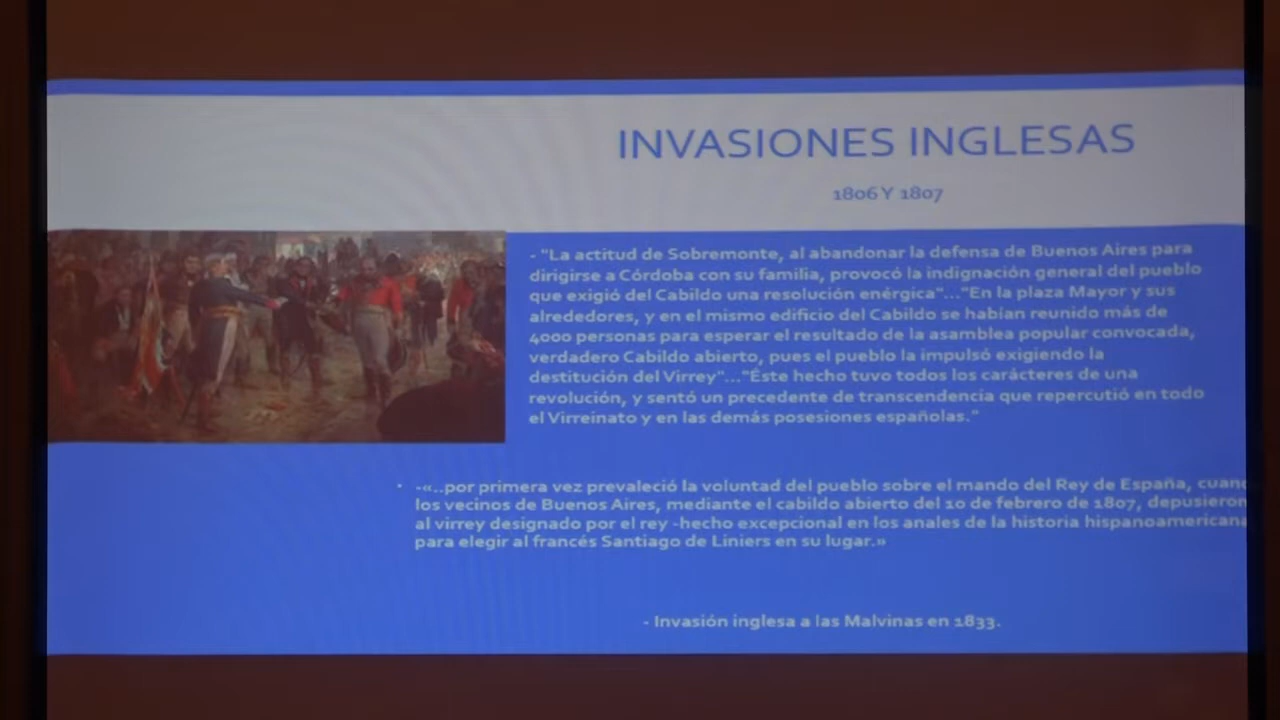 INVASIONES INGLESAS
1806 Y 1807
- "La actitud de Sobremonte, al abandonar la defensa de Buenos Aires para
dirigirse a Córdoba con su familia, provocó la indignación general del pueblo
que exigió del Cabildo una resolución enérgica"..."En la plaza Mayor y sus
alrededores, y en el mismo edificio del Cabildo se habían reunido más de
4000 personas para esperar el resultado de la asamblea popular convocada,
verdadero Cabildo abierto, pues el pueblo la impulsó exigiendo la
destitución del Virrey"..."Éste hecho tuvo todos los carácteres de una
revolución, y sentó un precedente de transcendencia que repercutió en todo
el Virreinato y en las demás posesiones españolas."
• -«..por primera vez prevaleció la voluntad del pueblo sobre el mando del Rey de España, cuand
los vecinos de Buenos Aires, mediante el cabildo abierto del 10 de febrero de 1807, depusieron
al virrey designado por el rey -hecho excepcional en los anales de la historia hispanoamericana
para elegir al francés Santiago de Liniers en su lugar.»
- Invasión inglesa a las Malvinas en 1833.